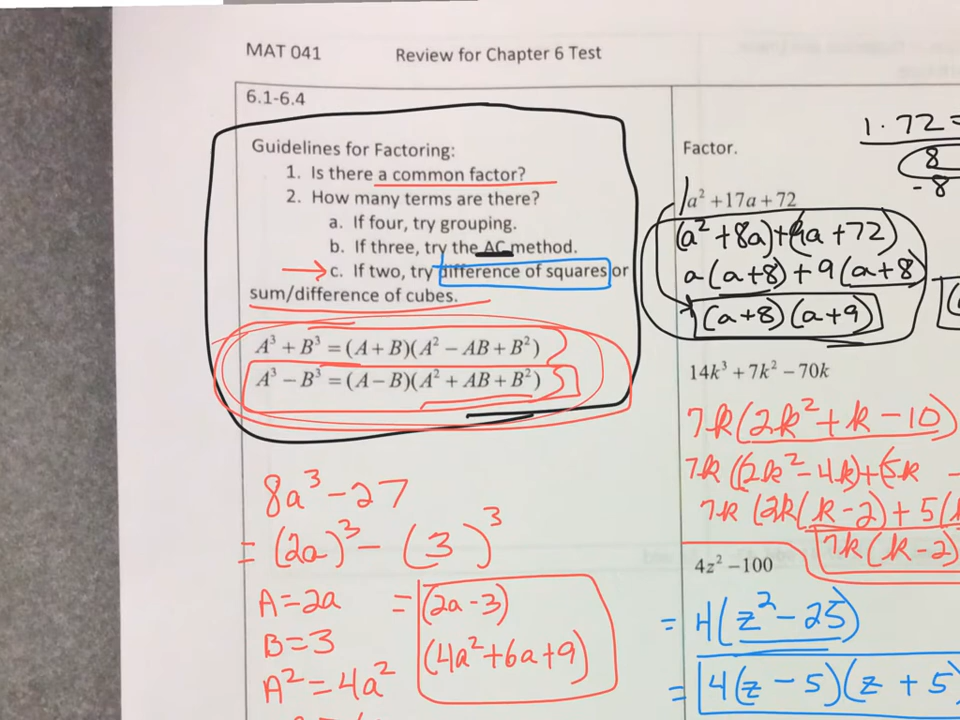 MAT 041 Review for Chapter 6 Test
6.1-6.4
Guidelines for Factoring:
1. Is there a common factor?
2. How many terms are there?
a. If four, try grouping.
b. If three, try the AC method.
c. If two, try difference of squares or
sum/difference of cubes.
A³ + B³ = (A + B)(A² − AB + B²)
A³ − B³ = (A − B)(A² + AB + B²)
8a³ − 27
= (2a)³ − (3)³
A = 2a = (2a - 3)
B = 3 (4a² + 6a + 9)
A² = 4a²
1 · 72 =
8
-8
Factor.
a² + 17a + 72
(a² + 8a) + (9a + 72)
a(a+8) + 9(a+8)
(a+8)(a+9)
14k³ + 7k² − 70k
7k(2k² + k − 10)
7k((2k² − 4k) + (5k −
7k(2k(k−2) + 5(
7k(k−2)
4z² − 100
= 4(z² − 25)
= 4(z − 5)(z + 5)